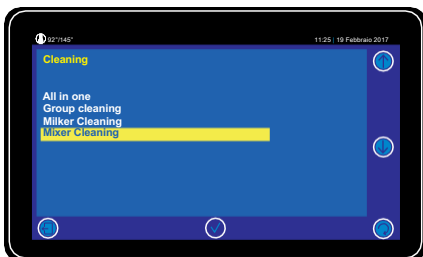 92°/145°
11:25 | 19 Febbraio 2017
Cleaning
All in one
Group cleaning
Milker Cleaning
Mixer Cleaning